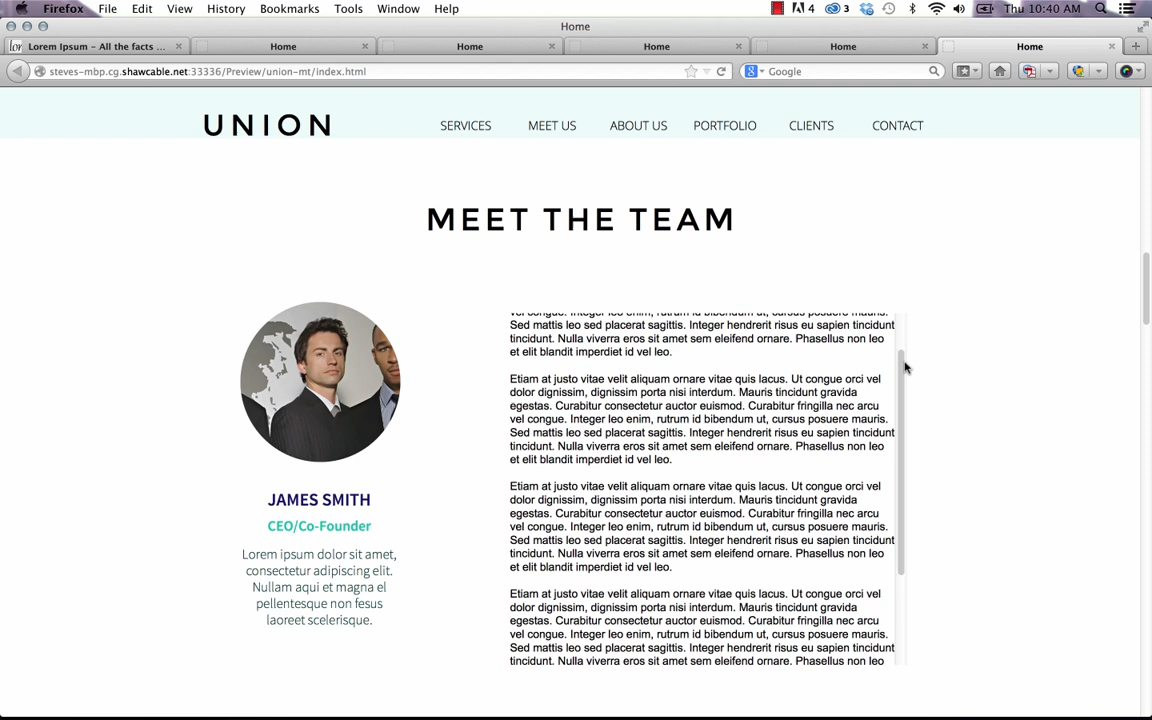 Firefox File Edit View History Bookmarks Tools Window Help 4 3 Thu 10:40 AM
Home
Lorem Ipsum – All the facts ... Home Home Home Home Home
steves-mbp.cg.shawcable.net:33336/Preview/union-mt/index.html Google
UNION SERVICES MEET US ABOUT US PORTFOLIO CLIENTS CONTACT
MEET THE TEAM
JAMES SMITH
CEO/Co-Founder
Lorem ipsum dolor sit amet,
consectetur adipiscing elit.
Nullam aqui et magna el
pellentesque non fesus
laoreet scelerisque.
vel congue. Integer leo enim, rutrum id bibendum ut, cursus posuere mauris.
Sed mattis leo sed placerat sagittis. Integer hendrerit risus eu sapien tincidunt
tincidunt. Nulla viverra eros sit amet sem eleifend ornare. Phasellus non leo
et elit blandit imperdiet id vel leo.
Etiam at justo vitae velit aliquam ornare vitae quis lacus. Ut congue orci vel
dolor dignissim, dignissim porta nisi interdum. Mauris tincidunt gravida
egestas. Curabitur consectetur auctor euismod. Curabitur fringilla nec arcu
vel congue. Integer leo enim, rutrum id bibendum ut, cursus posuere mauris.
Sed mattis leo sed placerat sagittis. Integer hendrerit risus eu sapien tincidunt
tincidunt. Nulla viverra eros sit amet sem eleifend ornare. Phasellus non leo
et elit blandit imperdiet id vel leo.
Etiam at justo vitae velit aliquam ornare vitae quis lacus. Ut congue orci vel
dolor dignissim, dignissim porta nisi interdum. Mauris tincidunt gravida
egestas. Curabitur consectetur auctor euismod. Curabitur fringilla nec arcu
vel congue. Integer leo enim, rutrum id bibendum ut, cursus posuere mauris.
Sed mattis leo sed placerat sagittis. Integer hendrerit risus eu sapien tincidunt
tincidunt. Nulla viverra eros sit amet sem eleifend ornare. Phasellus non leo
et elit blandit imperdiet id vel leo.
Etiam at justo vitae velit aliquam ornare vitae quis lacus. Ut congue orci vel
dolor dignissim, dignissim porta nisi interdum. Mauris tincidunt gravida
egestas. Curabitur consectetur auctor euismod. Curabitur fringilla nec arcu
vel congue. Integer leo enim, rutrum id bibendum ut, cursus posuere mauris.
Sed mattis leo sed placerat sagittis. Integer hendrerit risus eu sapien tincidunt
tincidunt. Nulla viverra eros sit amet sem eleifend ornare. Phasellus non leo